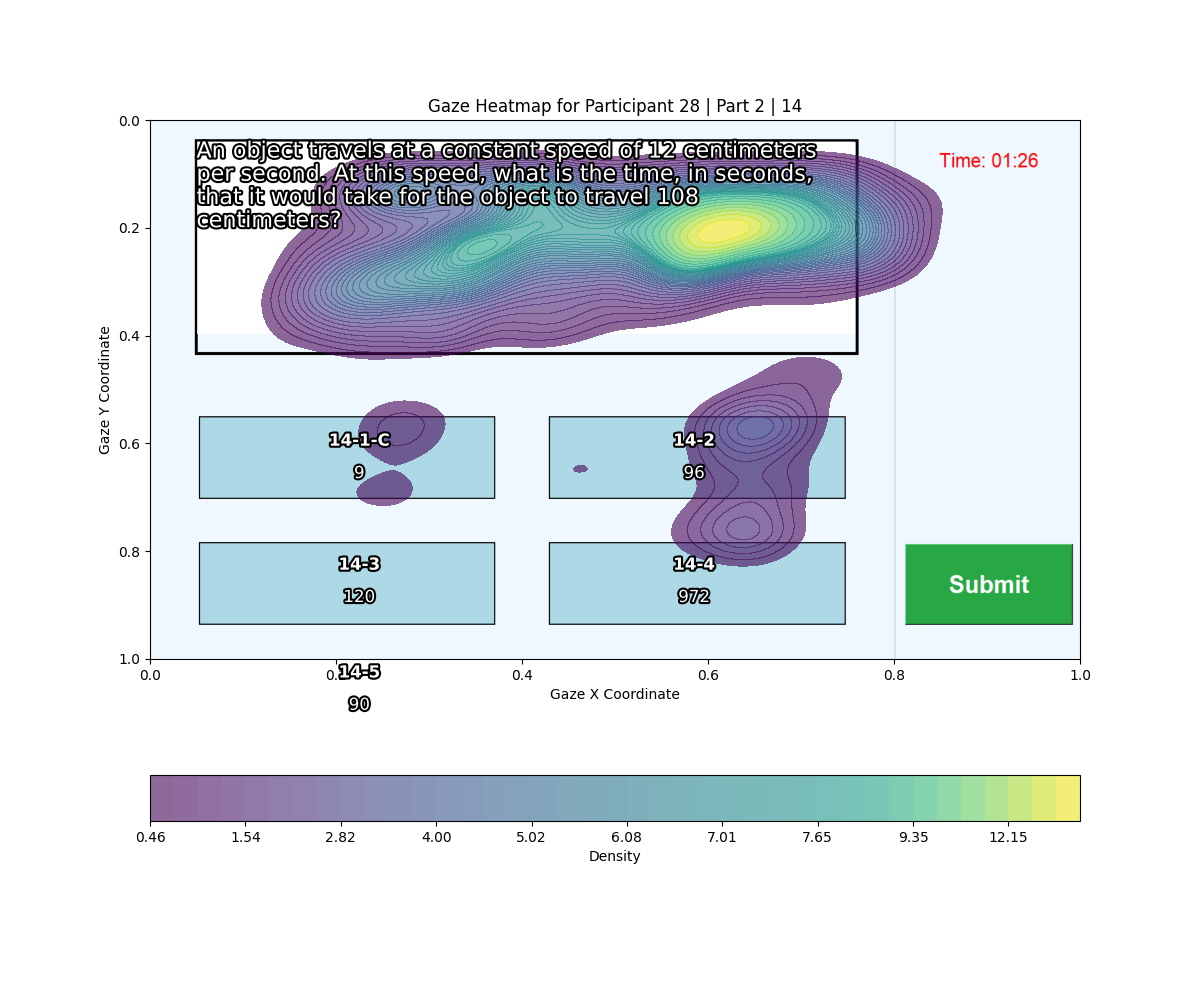 Gaze Heatmap for Participant 28 | Part 2 | 14
0.0
0.2
0.4
0.6
0.8
1.0
Gaze Y Coordinate
An object travels at a constant speed of 12 centimeters
per second. At this speed, what is the time, in seconds,
that it would take for the object to travel 108
centimeters?
Time: 01:26
14-1-C
9
14-2
96
14-3
120
14-4
972
Submit
14-5
90
0.0
0.4
0.6
0.8
1.0
Gaze X Coordinate
0.46
1.54
2.82
4.00
5.02
6.08
7.01
7.65
9.35
12.15
Density